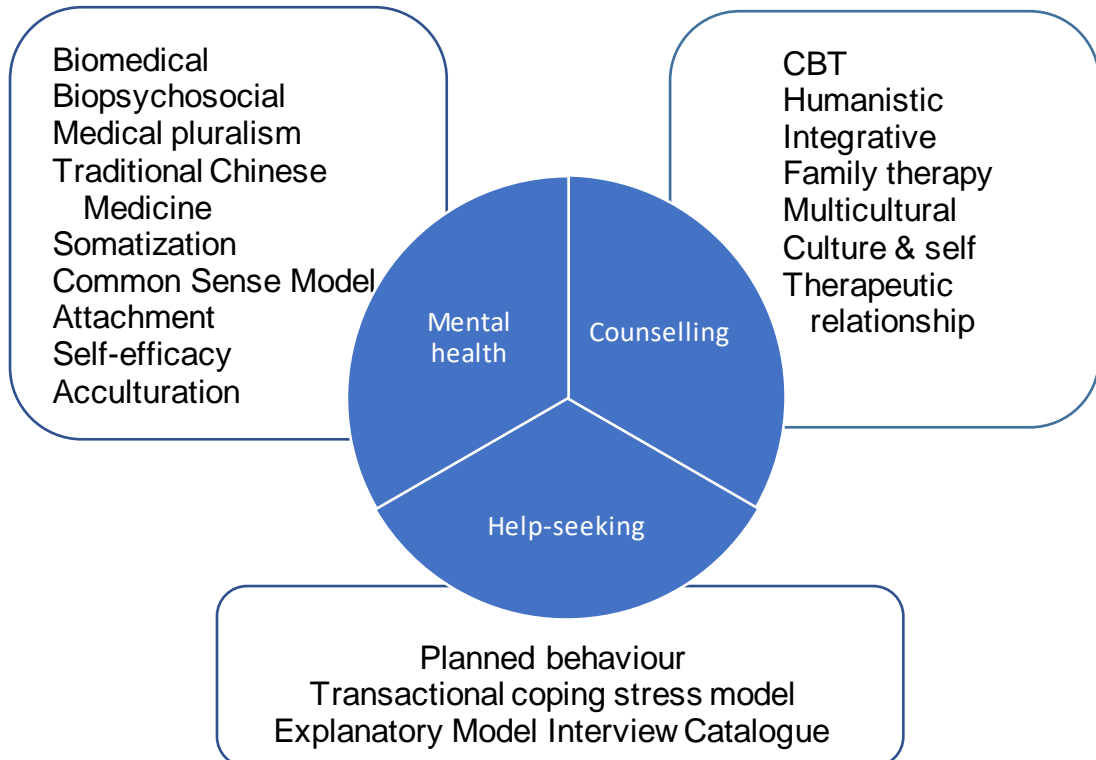 Biomedical
Biopsychosocial
Medical pluralism
Traditional Chinese
Medicine
Somatization
Common Sense Model
Attachment
Self-efficacy
Acculturation
CBT
Humanistic
Integrative
Family therapy
Multicultural
Culture & self
Therapeutic
relationship
Mental
health
Counselling
Help-seeking
Planned behaviour
Transactional coping stress model
Explanatory Model Interview Catalogue